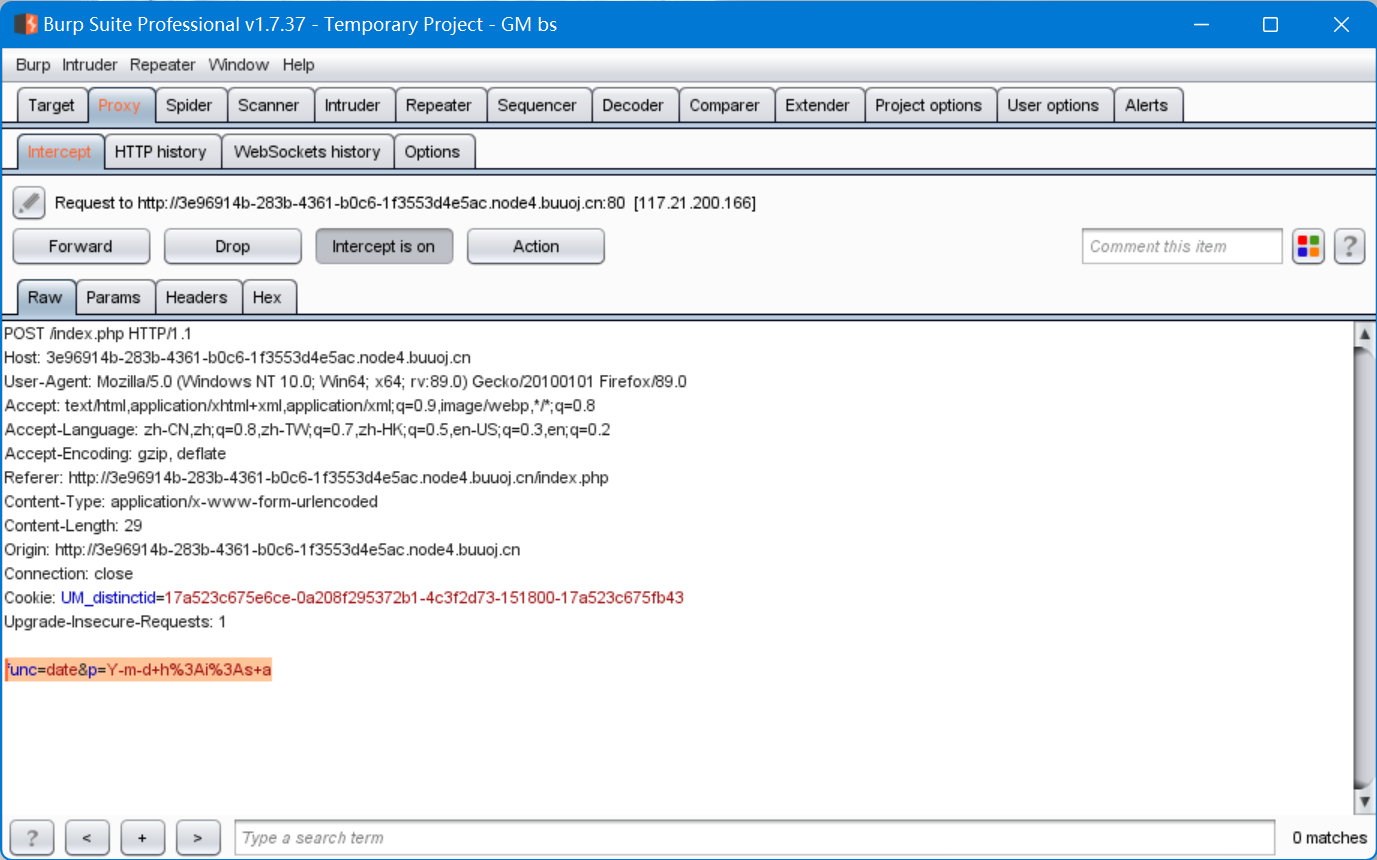 Burp Suite Professional v1.7.37 - Temporary Project - GM bs
Burp Intruder Repeater Window Help
Target Proxy Spider Scanner Intruder Repeater Sequencer Decoder Comparer Extender Project options User options Alerts
Intercept HTTP history WebSockets history Options
Request to http://3e96914b-283b-4361-b0c6-1f3553d4e5ac.node4.buuoj.cn:80 [117.21.200.166]
Forward Drop Intercept is on Action Comment this item ?
Raw Params Headers Hex
POST /index.php HTTP/1.1
Host: 3e96914b-283b-4361-b0c6-1f3553d4e5ac.node4.buuoj.cn
User-Agent: Mozilla/5.0 (Windows NT 10.0; Win64; x64; rv:89.0) Gecko/20100101 Firefox/89.0
Accept: text/html,application/xhtml+xml,application/xml;q=0.9,image/webp,*/*;q=0.8
Accept-Language: zh-CN,zh;q=0.8,zh-TW;q=0.7,zh-HK;q=0.5,en-US;q=0.3,en;q=0.2
Accept-Encoding: gzip, deflate
Referer: http://3e96914b-283b-4361-b0c6-1f3553d4e5ac.node4.buuoj.cn/index.php
Content-Type: application/x-www-form-urlencoded
Content-Length: 29
Origin: http://3e96914b-283b-4361-b0c6-1f3553d4e5ac.node4.buuoj.cn
Connection: close
Cookie: UM_distinctid=17a523c675e6ce-0a208f295372b1-4c3f2d73-151800-17a523c675fb43
Upgrade-Insecure-Requests: 1
func=date&p=Y-m-d+h%3Ai%3As+a
? < + > Type a search term 0 matches